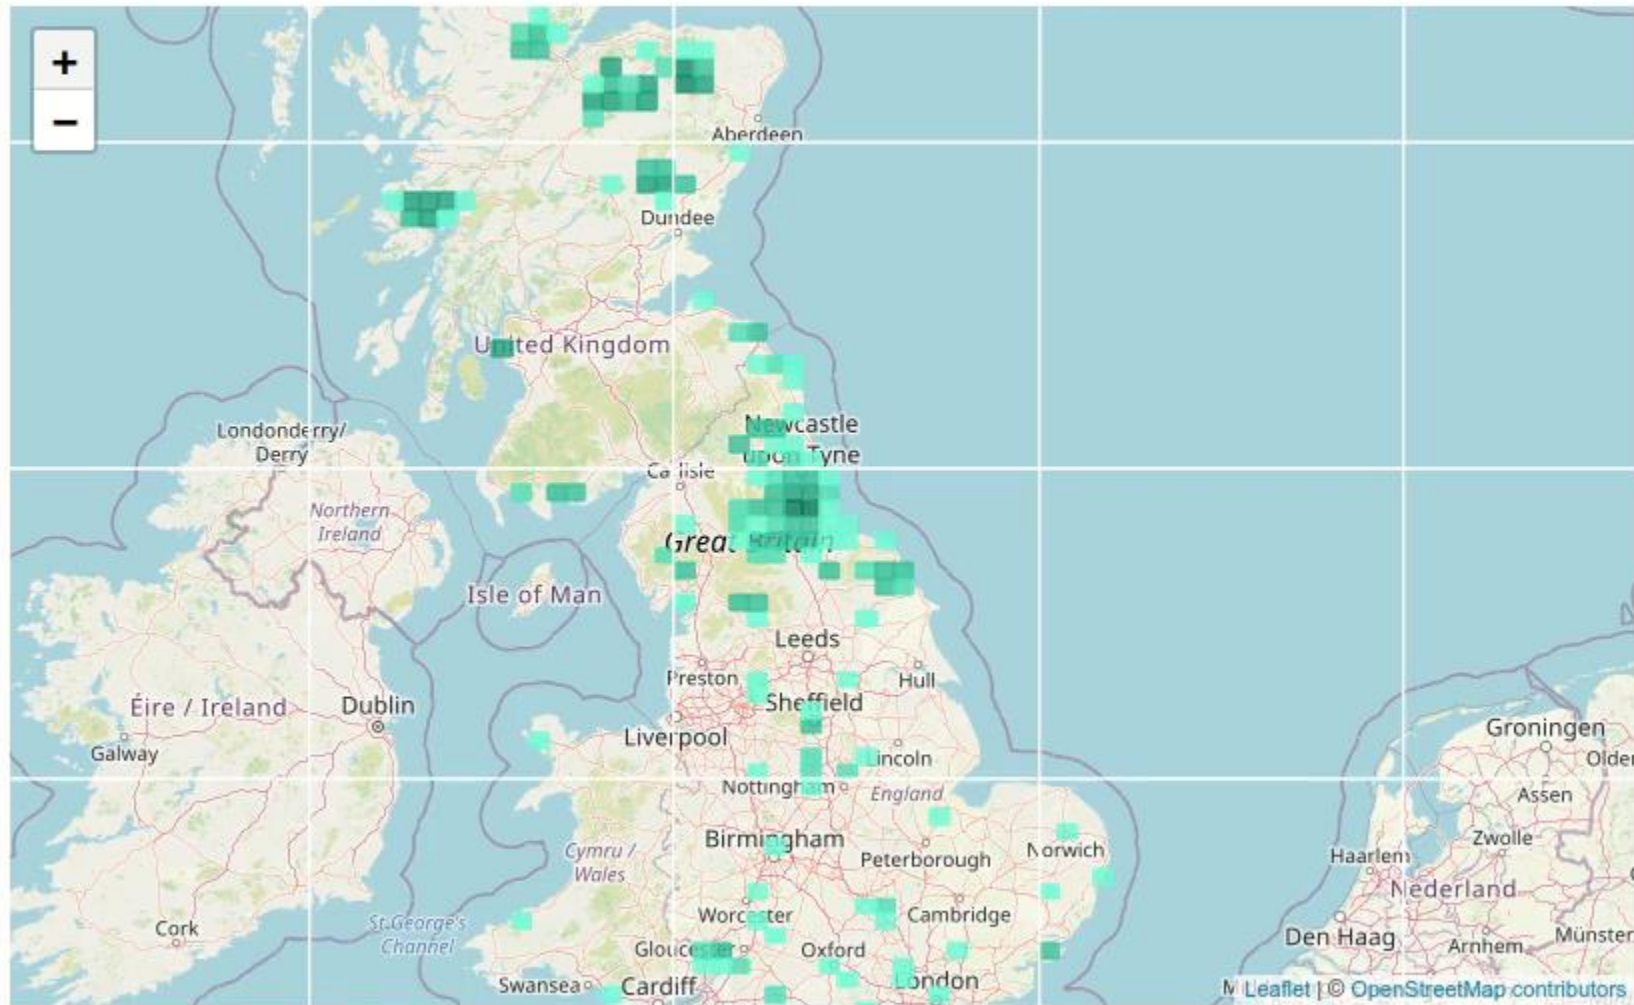 +
−
Aberdeen
Dundee
United Kingdom
Londonderry/
Derry
Newcastle
upon Tyne
Carlisle
Northern
Ireland
Great Britain
Isle of Man
Leeds
Preston
Hull
Sheffield
Éire / Ireland
Dublin
Liverpool
Galway
Lincoln
Groningen
Nottingham
England
Assen
Birmingham
Cymru /
Wales
Peterborough
Norwich
Zwolle
Haarlem
Nederland
Worcester
Cambridge
Cork
St George's
Channel
Gloucester
Oxford
Den Haag
Arnhem
Münster
Swansea
Cardiff
London
Leaflet | © OpenStreetMap contributors